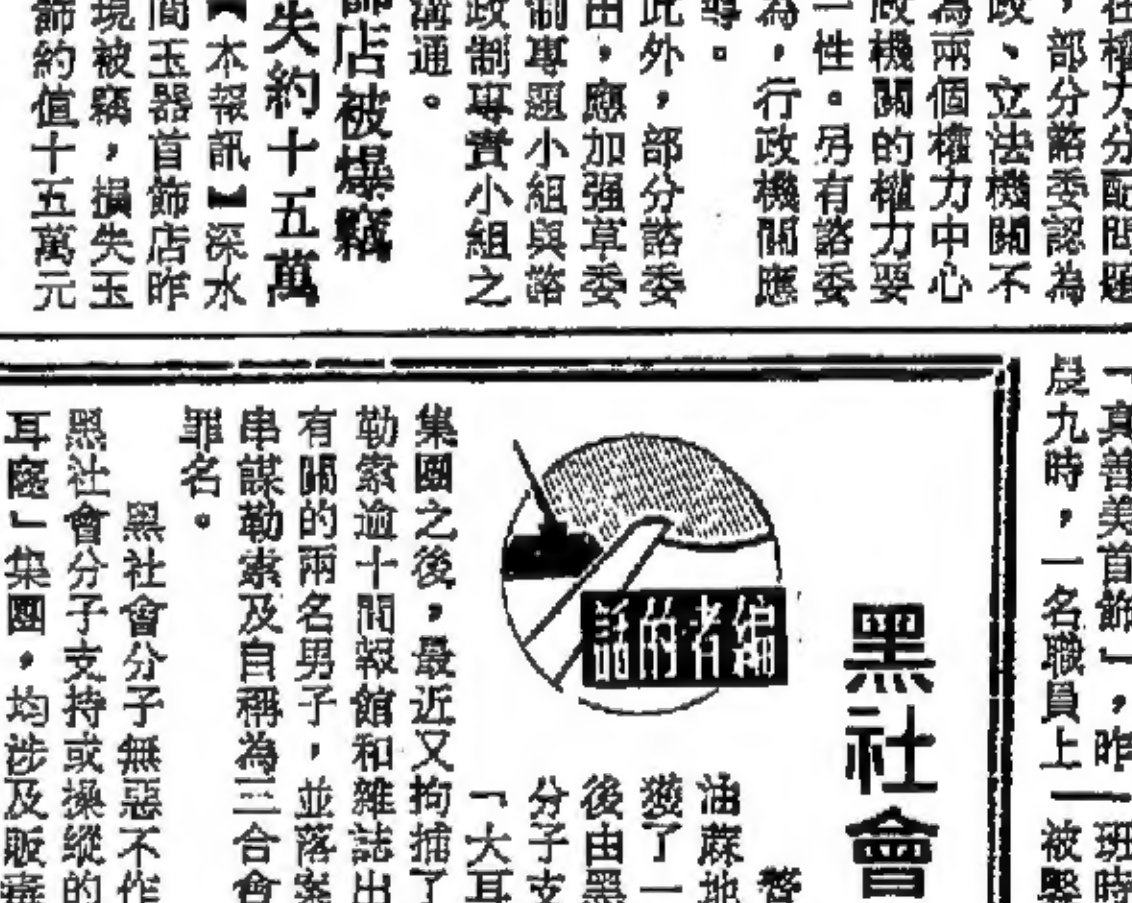 在權力分配問題
，部分諮委認為
政、立法機關不
為兩個權力中心
政機關的權力要
一性。另有諮委
為，行政機關應
導。
此外，部分諮委
由，應加强草委
制專題小組與諮
政制專責小組之
溝通。
飾店被爆竊
失約十五萬
【本報訊】深水
間玉器首飾店昨
現被竊，損失玉
飾約值十五萬元
「真善美首飾」，昨
晨九時，一名職員上
班時
被擊
黑社會
編者的話
警
油蔴地
獲了一
後由黑
分子支
「大耳
集團之後，最近又拘捕了
勒索逾十間報館和雜誌出
有關的兩名男子，並落案
串謀勒索及自稱為三合會
罪名。
黑社會分子無惡不作
黑社會分子支持或操縱的
耳窿」集團，均涉及販毒